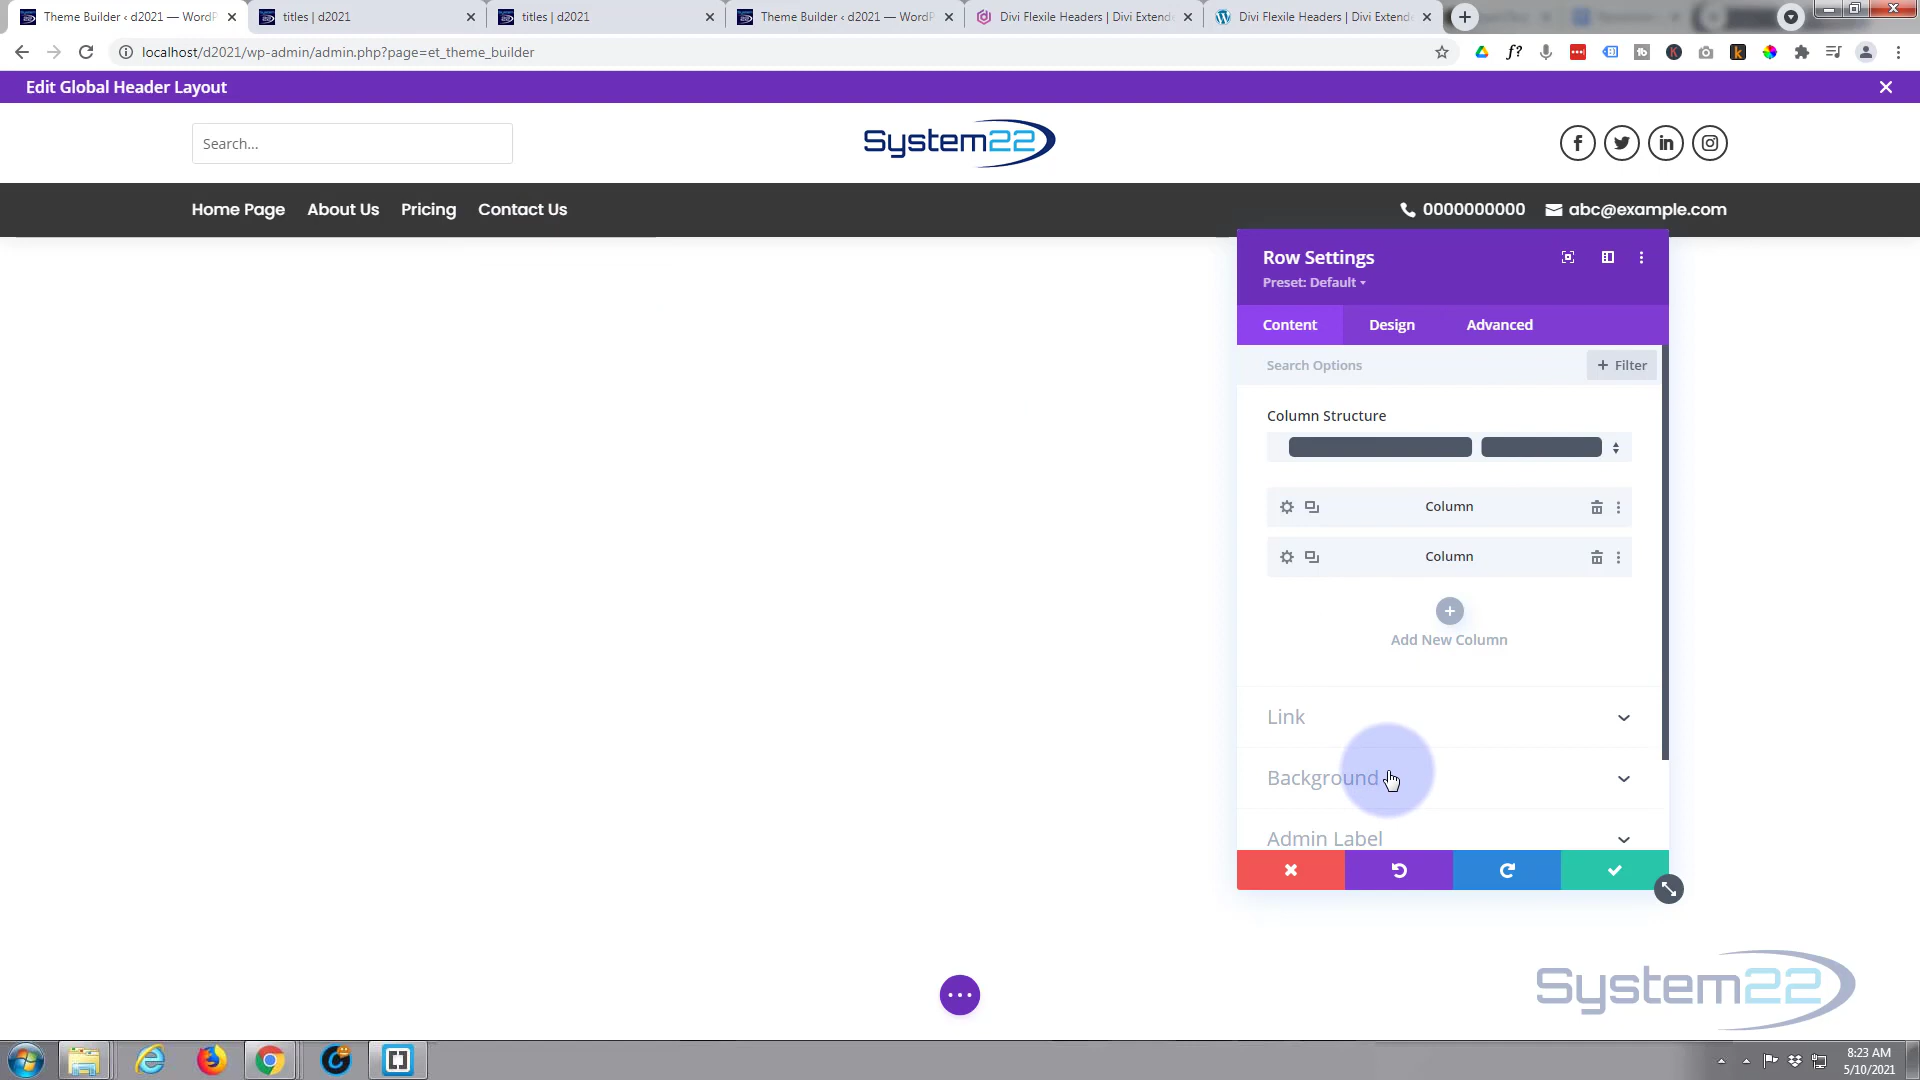 Theme Builder ‹ d2021 — WordP
titles | d2021
titles | d2021
Theme Builder ‹ d2021 — WordP
Divi Flexile Headers | Divi Extend
Divi Flexile Headers | Divi Extend
localhost/d2021/wp-admin/admin.php?page=et_theme_builder
Edit Global Header Layout
Search...
System22
Home Page
About Us
Pricing
Contact Us
0000000000
abc@example.com
Row Settings
Preset: Default
Content
Design
Advanced
Search Options
+ Filter
Column Structure
Column
Column
Add New Column
Link
Background
Admin Label
System22
8:23 AM
5/10/2021